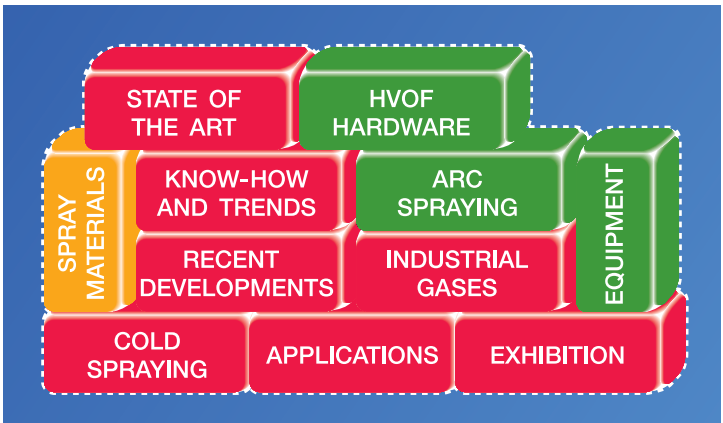 STATE OF
THE ART
HVOF
HARDWARE
SPRAY
MATERIALS
KNOW-HOW
AND TRENDS
ARC
SPRAYING
EQUIPMENT
RECENT
DEVELOPMENTS
INDUSTRIAL
GASES
COLD
SPRAYING
APPLICATIONS
EXHIBITION